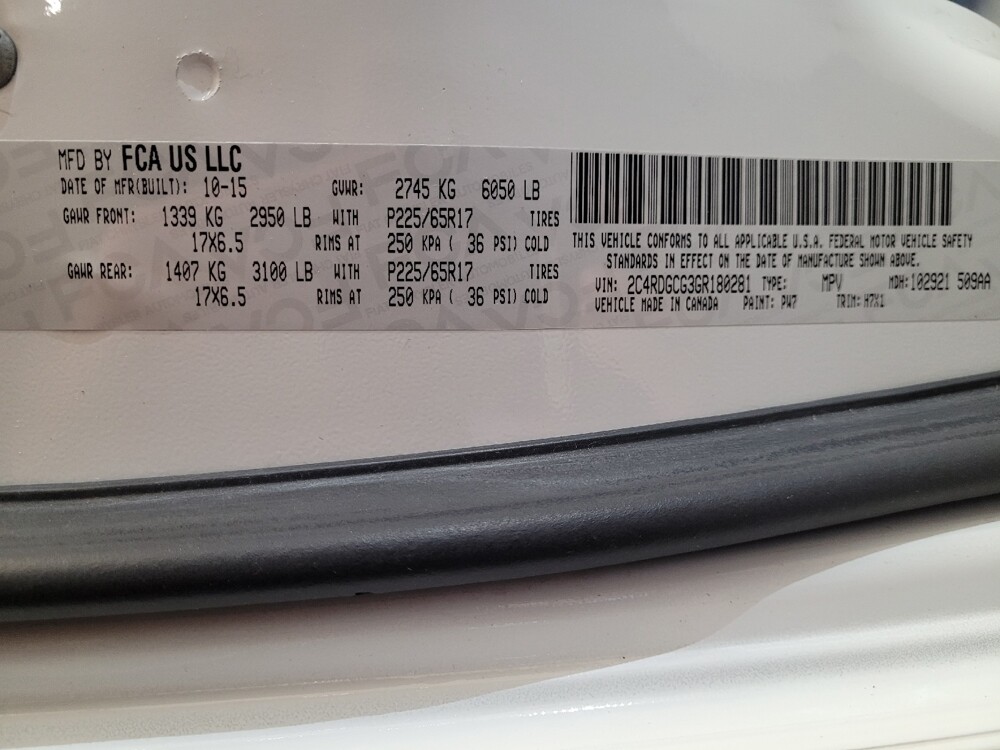 MFD BY FCA US LLC
DATE OF MFR(BUILT): 10-15 GVWR: 2745 KG 6050 LB
GAWR FRONT: 1339 KG 2950 LB WITH P225/65R17 TIRES
17X6.5 RIMS AT 250 KPA ( 36 PSI) COLD
GAWR REAR: 1407 KG 3100 LB WITH P225/65R17 TIRES
17X6.5 RIMS AT 250 KPA ( 36 PSI) COLD
THIS VEHICLE CONFORMS TO ALL APPLICABLE U.S.A. FEDERAL MOTOR VEHICLE SAFETY
STANDARDS IN EFFECT ON THE DATE OF MANUFACTURE SHOWN ABOVE.
VIN: 2C4RDGCG3GR180281 TYPE: MPV MDH: 102921 509AA
VEHICLE MADE IN CANADA PAINT: PW7 TRIM: H7X1